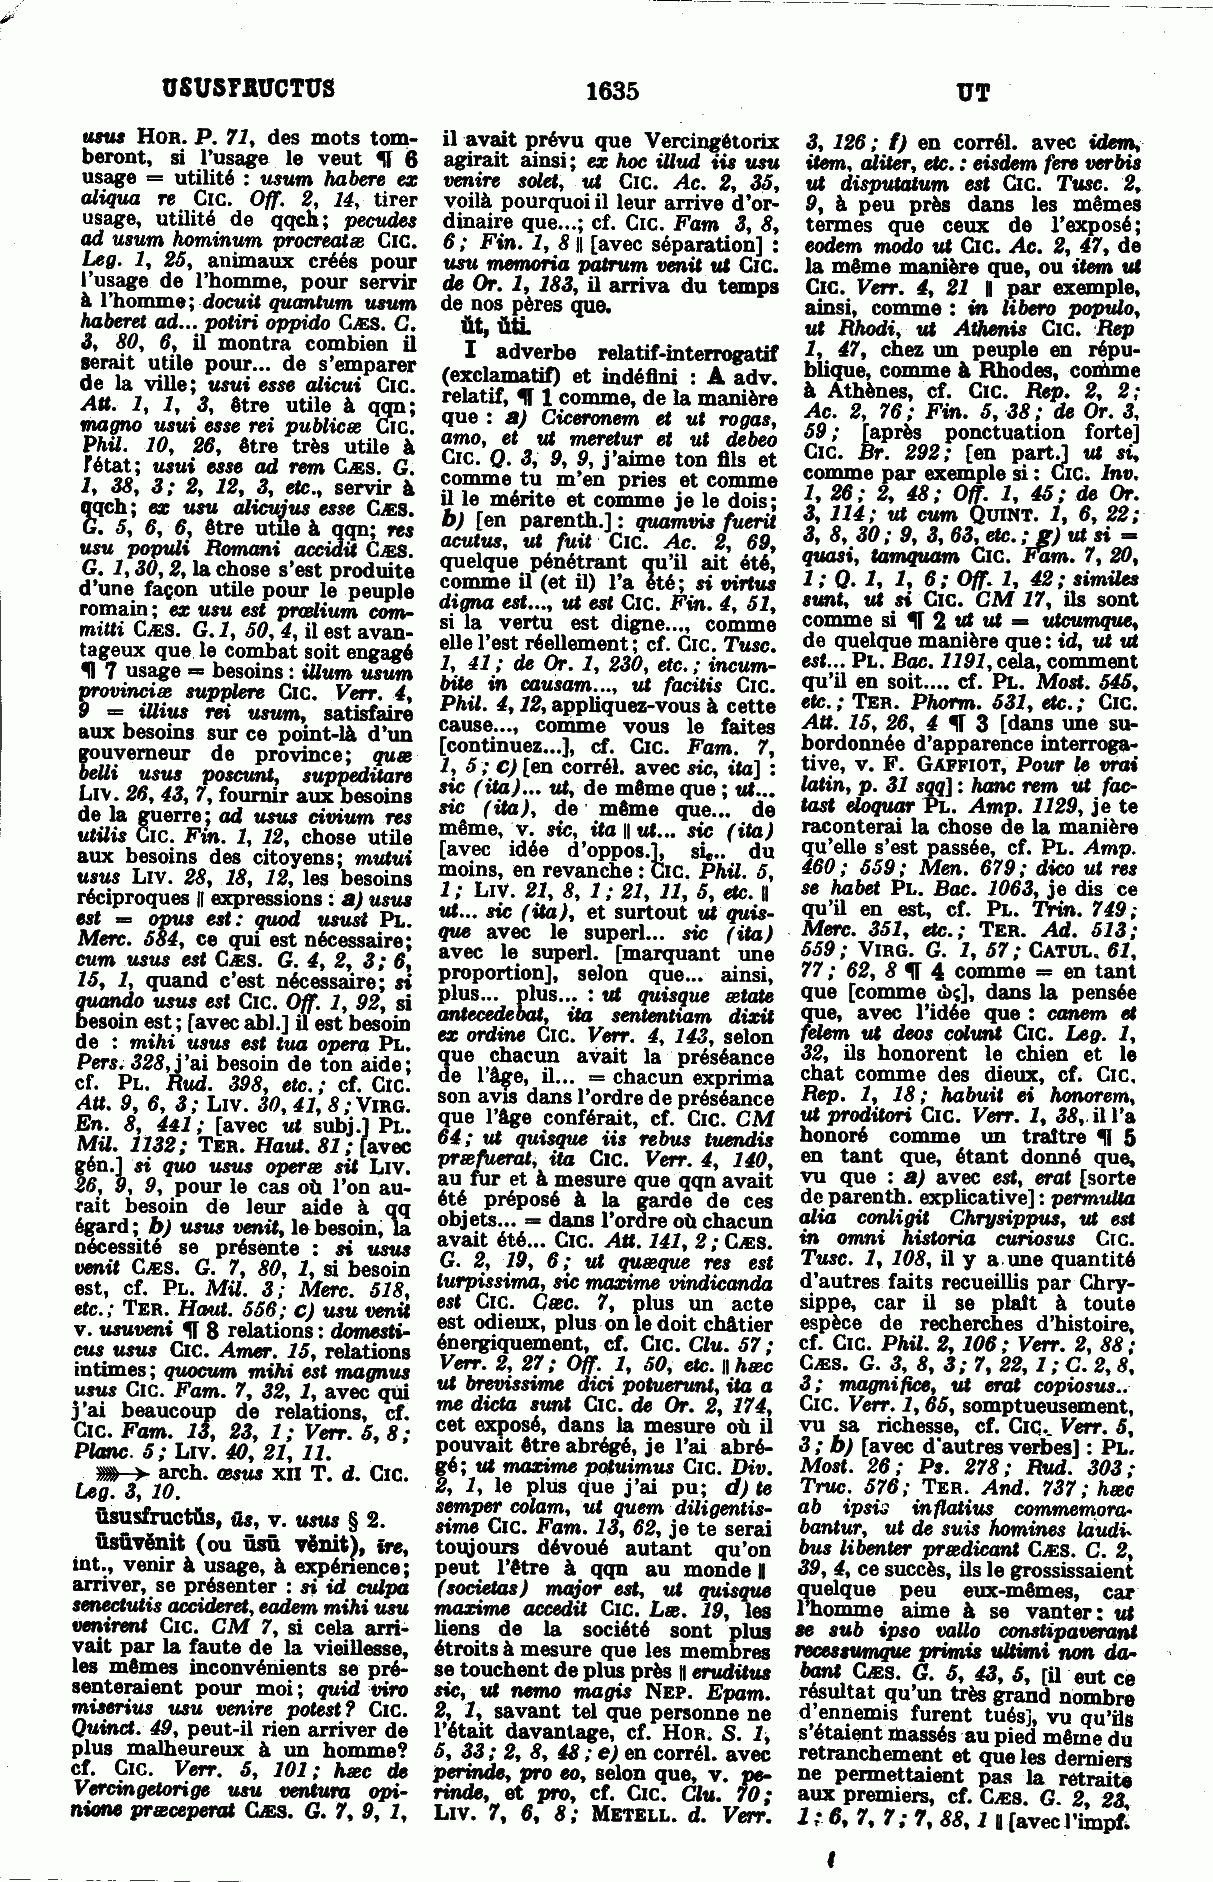 USUSFRUCTUS
1635
UT
usus HOR. P. 71, des mots tom-
beront, si l'usage le veut ¶ 6
usage = utilité : usum habere ex
aliqua re CIC. Off. 2, 14, tirer
usage, utilité de qqch; pecudes
ad usum hominum procreatæ CIC.
Leg. 1, 25, animaux créés pour
l'usage de l'homme, pour servir
à l'homme; docuit quantum usum
haberet ad... potiri oppido CÆS. C.
3, 80, 6, il montra combien il
serait utile pour... de s'emparer
de la ville; usui esse alicui CIC.
Att. 1, 1, 3, être utile à qqn;
magno usui esse rei publicæ CIC.
Phil. 10, 26, être très utile à
l'état; usui esse ad rem CÆS. G.
1, 38, 3; 2, 12, 3, etc., servir à
qqch; ex usu alicujus esse CÆS.
G. 5, 6, 6, être utile à qqn; res
usu populi Romani accidit CÆS.
G. 1, 30, 2, la chose s'est produite
d'une façon utile pour le peuple
romain; ex usu est prœlium com-
mitti CÆS. G. 1, 50, 4, il est avan-
tageux que le combat soit engagé
¶ 7 usage = besoins : illum usum
provinciæ supplere CIC. Verr. 4,
9 = illius rei usum, satisfaire
aux besoins sur ce point-là d'un
gouverneur de province; quæ
belli usus poscunt, suppeditare
LIV. 26, 43, 7, fournir aux besoins
de la guerre; ad usus civium res
utilis CIC. Fin. 1, 12, chose utile
aux besoins des citoyens; mutui
usus LIV. 28, 18, 12, les besoins
réciproques || expressions : a) usus
est = opus est : quod usust PL.
Merc. 584, ce qui est nécessaire;
cum usus est CÆS. G. 4, 2, 3; 6,
15, 1, quand c'est nécessaire; si
quando usus est CIC. Off. 1, 92, si
besoin est; [avec abl.] il est besoin
de : mihi usus est tua opera PL.
Pers. 328, j'ai besoin de ton aide;
cf. PL. Rud. 398, etc.; cf. CIC.
Att. 9, 6, 3; LIV. 30, 41, 8; VIRG.
En. 8, 441; [avec ut subj.] PL.
Mil. 1132; TER. Haut. 81; [avec
gén.] si quo usus operæ sit LIV.
26, 9, 9, pour le cas où l'on au-
rait besoin de leur aide à qq
égard; b) usus venit, le besoin, la
nécessité se présente : si usus
venit CÆS. G. 7, 80, 1, si besoin
est, cf. PL. Mil. 3; Merc. 518,
etc.; TER. Haut. 556; c) usu venit
v. usuveni ¶ 8 relations : domesti-
cus usus CIC. Amer. 15, relations
intimes; quocum mihi est magnus
usus CIC. Fam. 7, 32, 1, avec qui
j'ai beaucoup de relations, cf.
CIC. Fam. 13, 23, 1; Verr. 5, 8;
Planc. 5; LIV. 40, 21, 11.
arch. œsus XII T. d. CIC.
Leg. 3, 10.
ūsusfructŭs, ūs, v. usus § 2.
ūsūvĕnĭt (ou ūsū vĕnit), ire,
int., venir à usage, à expérience;
arriver, se présenter : si id culpa
senectutis accideret, eadem mihi usu
venirent CIC. CM 7, si cela arri-
vait par la faute de la vieillesse,
les mêmes inconvénients se pré-
senteraient pour moi; quid viro
miserius usu venire potest? CIC.
Quinct. 49, peut-il rien arriver de
plus malheureux à un homme?
cf. CIC. Verr. 5, 101; hæc de
Vercingetorige usu ventura opi-
nione præceperat CÆS. G. 7, 9, 1,
il avait prévu que Vercingétorix
agirait ainsi; ex hoc illud iis usu
venire solet, ut CIC. Ac. 2, 35,
voilà pourquoi il leur arrive d'or-
dinaire que...; cf. CIC. Fam 3, 8,
6; Fin. 1, 8 || [avec séparation] :
usu memoria patrum venit ut CIC.
de Or. 1, 183, il arriva du temps
de nos pères que.
ŭt, ŭtī.
I adverbe relatif-interrogatif
(exclamatif) et indéfini : A adv.
relatif, ¶ 1 comme, de la manière
que : a) Ciceronem et ut rogas,
amo, et ut meretur et ut debeo
CIC. Q. 3, 9, 9, j'aime ton fils et
comme tu m'en pries et comme
il le mérite et comme je le dois;
b) [en parenth.] : quamvis fuerit
acutus, ut fuit CIC. Ac. 2, 69,
quelque pénétrant qu'il ait été,
comme il (et il) l'a été; si virtus
digna est..., ut est CIC. Fin. 4, 51,
si la vertu est digne..., comme
elle l'est réellement; cf. CIC. Tusc.
1, 41; de Or. 1, 230, etc.; incum-
bite in causam..., ut facitis CIC.
Phil. 4, 12, appliquez-vous à cette
cause..., comme vous le faites
[continuez...], cf. CIC. Fam. 7,
1, 5; c) [en corrél. avec sic, ita] :
sic (ita)... ut, de même que; ut...
sic (ita), de même que... de
même, v. sic, ita || ut... sic (ita)
[avec idée d'oppos.], si... du
moins, en revanche : CIC. Phil. 5,
1; LIV. 21, 8, 1; 21, 11, 5, etc. ||
ut... sic (ita), et surtout ut quis-
que avec le superl... sic (ita)
avec le superl. [marquant une
proportion], selon que... ainsi,
plus... plus... : ut quisque ætate
antecedebat, ita sententiam dixit
ex ordine CIC. Verr. 4, 143, selon
que chacun avait la préséance
de l'âge, il... = chacun exprima
son avis dans l'ordre de préséance
que l'âge conférait, cf. CIC. CM
64; ut quisque iis rebus tuendis
præfuerat, ita CIC. Verr. 4, 140,
au fur et à mesure que qqn avait
été préposé à la garde de ces
objets... = dans l'ordre où chacun
avait été... CIC. Att. 141, 2; CÆS.
G. 2, 19, 6; ut quæque res est
turpissima, sic maxime vindicanda
est CIC. Cæc. 7, plus un acte
est odieux, plus on le doit châtier
énergiquement, cf. CIC. Clu. 57;
Verr. 2, 27; Off. 1, 50, etc. || hæc
ut brevissime dici potuerunt, ita a
me dicta sunt CIC. de Or. 2, 174,
cet exposé, dans la mesure où il
pouvait être abrégé, je l'ai abré-
gé; ut maxime potuimus CIC. Div.
2, 1, le plus que j'ai pu; d) te
semper colam, ut quem diligentis-
sime CIC. Fam. 13, 62, je te serai
toujours dévoué autant qu'on
peut l'être à qqn au monde ||
(societas) major est, ut quisque
maxime accedit CIC. Læ. 19, les
liens de la société sont plus
étroits à mesure que les membres
se touchent de plus près || eruditus
sic, ut nemo magis NEP. Epam.
2, 1, savant tel que personne ne
l'était davantage, cf. HOR. S. 1,
5, 33; 2, 8, 48; e) en corrél. avec
perinde, pro eo, selon que, v. pe-
rinde, et pro, cf. CIC. Clu. 70;
LIV. 7, 6, 8; METELL. d. Verr.
3, 126; f) en corrél. avec idem,
item, aliter, etc. : eisdem fere verbis
ut disputatum est CIC. Tusc. 2,
9, à peu près dans les mêmes
termes que ceux de l'exposé;
eodem modo ut CIC. Ac. 2, 47, de
la même manière que, ou item ut
CIC. Verr. 4, 21 || par exemple,
ainsi, comme : in libero populo,
ut Rhodi, ut Athenis CIC. Rep
1, 47, chez un peuple en répu-
blique, comme à Rhodes, comme
à Athènes, cf. CIC. Rep. 2, 2;
Ac. 2, 76; Fin. 5, 38; de Or. 3,
59; [après ponctuation forte]
CIC. Br. 292; [en part.] ut si,
comme par exemple si : CIC. Inv.
1, 26; 2, 48; Off. 1, 45; de Or.
3, 114; ut cum QUINT. 1, 6, 22;
3, 8, 30; 9, 3, 63, etc.; g) ut si =
quasi, tamquam CIC. Fam. 7, 20,
1; Q. 1, 1, 6; Off. 1, 42; similes
sunt, ut si CIC. CM 17, ils sont
comme si ¶ 2 ut ut = utcumque,
de quelque manière que : id, ut ut
est... PL. Bac. 1191, cela, comment
qu'il en soit.... cf. PL. Most. 545,
etc.; TER. Phorm. 531, etc.; CIC.
Att. 15, 26, 4 ¶ 3 [dans une su-
bordonnée d'apparence interroga-
tive, v. F. GAFFIOT, Pour le vrai
latin, p. 31 sqq] : hanc rem ut fac-
tast eloquar PL. Amp. 1129, je te
raconterai la chose de la manière
qu'elle s'est passée, cf. PL. Amp.
460; 559; Men. 679; dico ut res
se habet PL. Bac. 1063, je dis ce
qu'il en est, cf. PL. Trin. 749;
Merc. 351, etc.; TER. Ad. 513;
559; VIRG. G. 1, 57; CATUL. 61,
77; 62, 8 ¶ 4 comme = en tant
que [comme ὡς], dans la pensée
que, avec l'idée que : canem et
felem ut deos colunt CIC. Leg. 1,
32, ils honorent le chien et le
chat comme des dieux, cf. CIC.
Rep. 1, 18; habuit ei honorem,
ut proditori CIC. Verr. 1, 38, il l'a
honoré comme un traître ¶ 5
en tant que, étant donné que,
vu que : a) avec est, erat [sorte
de parenth. explicative] : permulta
alia conligit Chrysippus, ut est
in omni historia curiosus CIC.
Tusc. 1, 108, il y a une quantité
d'autres faits recueillis par Chry-
sippe, car il se plaît à toute
espèce de recherches d'histoire,
cf. CIC. Phil. 2, 106; Verr. 2, 88;
CÆS. G. 3, 8, 3; 7, 22, 1; C. 2, 8,
3; magnifice, ut erat copiosus..
CIC. Verr. 1, 65, somptueusement,
vu sa richesse, cf. CIC. Verr. 5,
3; b) [avec d'autres verbes] : PL.
Most. 26; Ps. 278; Rud. 303;
Truc. 576; TER. And. 737; hæc
ab ipsis inflatius commemora-
bantur, ut de suis homines laudi-
bus libenter prædicant CÆS. C. 2,
39, 4, ce succès, ils le grossissaient
quelque peu eux-mêmes, car
l'homme aime à se vanter : ut
se sub ipso vallo constipaverant
recessumque primis ultimi non da-
bant CÆS. G. 5, 43, 5, [il eut ce
résultat qu'un très grand nombre
d'ennemis furent tués], vu qu'ils
s'étaient massés au pied même du
retranchement et que les derniers
ne permettaient pas la retraite
aux premiers, cf. CÆS. G. 2, 23,
1; 6, 7, 7; 7, 88, 1 || [avec l'impf.